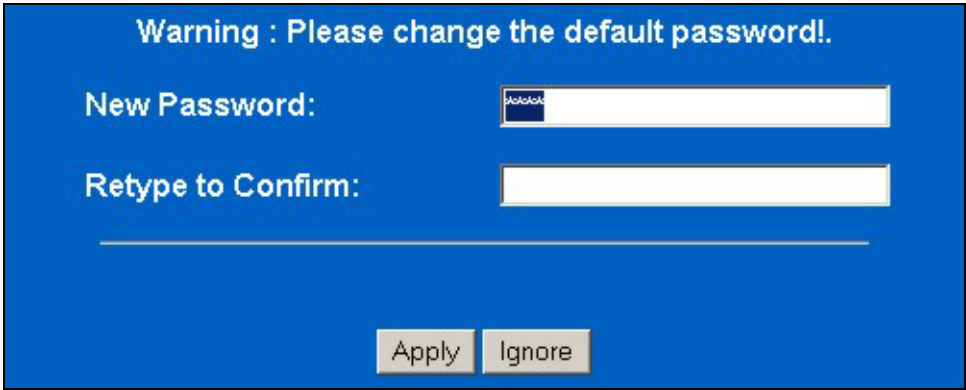 Warning : Please change the default password!.
New Password: ****
Retype to Confirm:
Apply Ignore